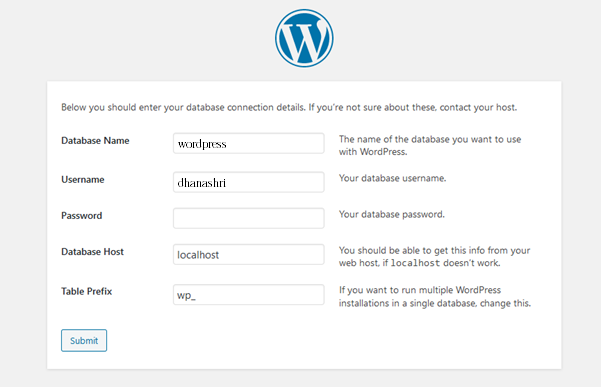 Below you should enter your database connection details. If you're not sure about these, contact your host.
Database Name
wordpress
The name of the database you want to use
with WordPress.
Username
dhanashri
Your database username.
Password
Your database password.
Database Host
localhost
You should be able to get this info from your
web host, if localhost doesn't work.
Table Prefix
wp_
If you want to run multiple WordPress
installations in a single database, change this.
Submit